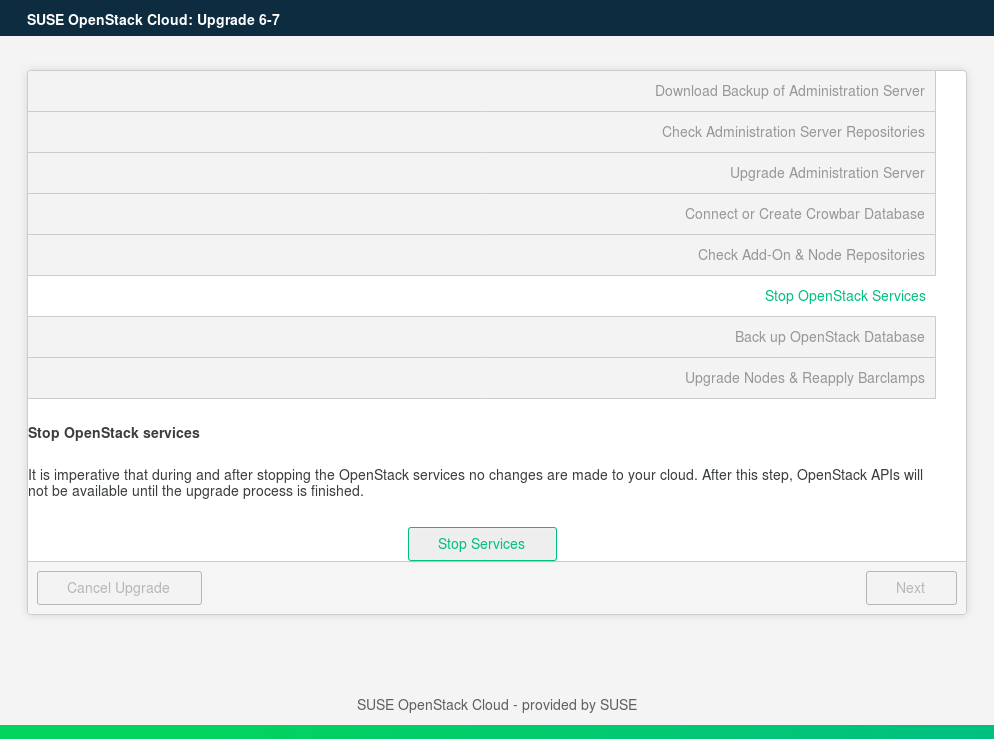 SUSE OpenStack Cloud: Upgrade 6-7
Download Backup of Administration Server
Check Administration Server Repositories
Upgrade Administration Server
Connect or Create Crowbar Database
Check Add-On & Node Repositories
Stop OpenStack Services
Back up OpenStack Database
Upgrade Nodes & Reapply Barclamps
Stop OpenStack services
It is imperative that during and after stopping the OpenStack services no changes are made to your cloud. After this step, OpenStack APIs will
not be available until the upgrade process is finished.
Stop Services
Cancel Upgrade
Next
SUSE OpenStack Cloud - provided by SUSE